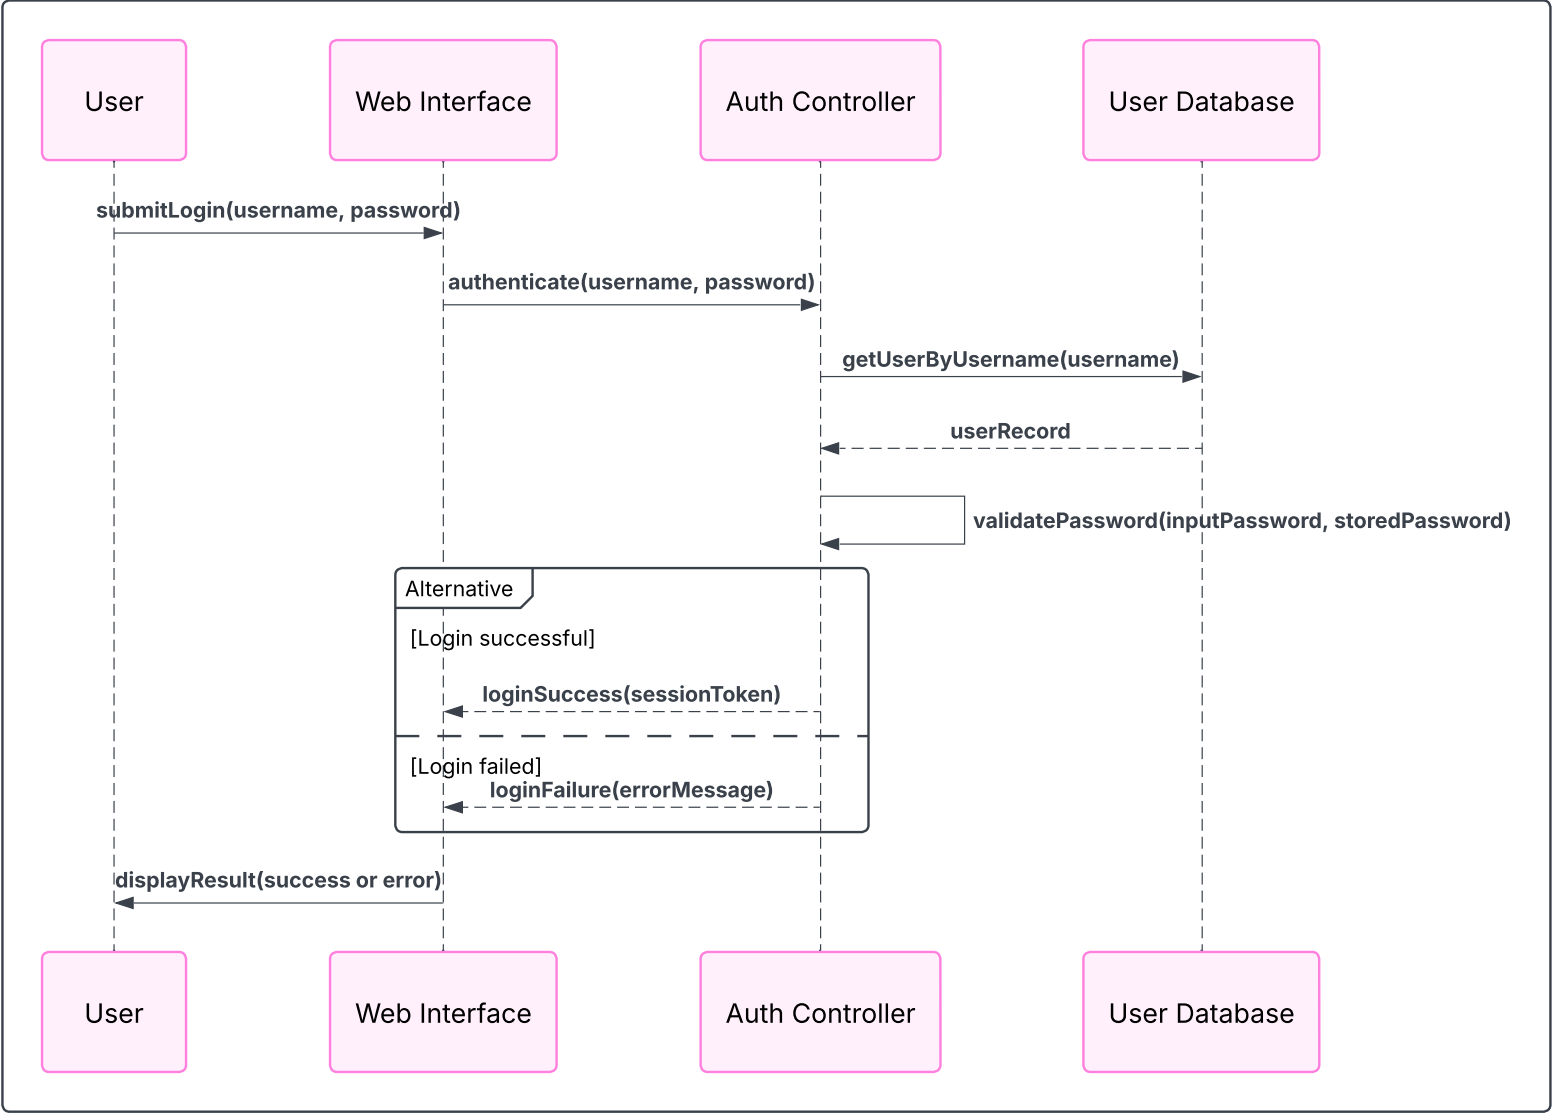 User
Web Interface
Auth Controller
User Database
submitLogin(username, password)
authenticate(username, password)
getUserByUsername(username)
userRecord
validatePassword(inputPassword, storedPassword)
Alternative
[Login successful]
loginSuccess(sessionToken)
[Login failed]
loginFailure(errorMessage)
displayResult(success or error)
User
Web Interface
Auth Controller
User Database